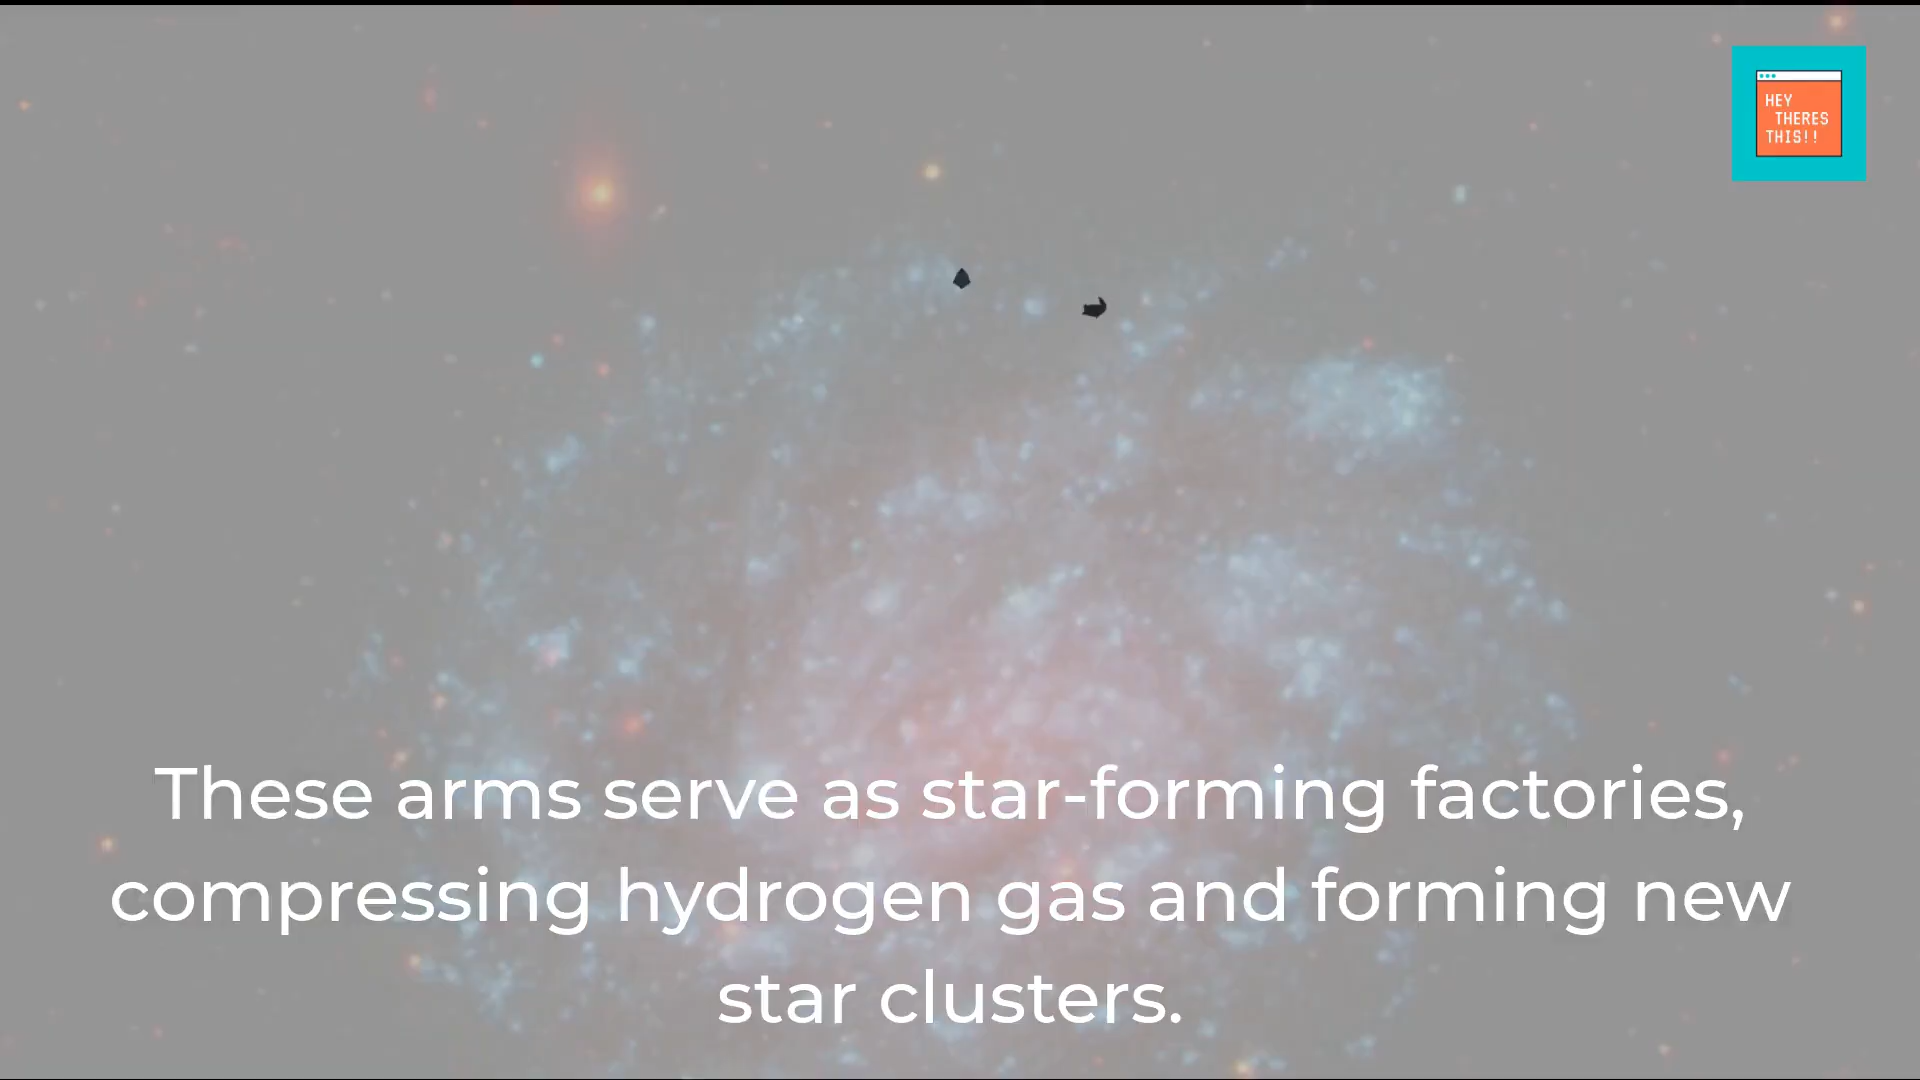 HEY
THERES
THIS!!
These arms serve as star-forming factories,
compressing hydrogen gas and forming new
star clusters.